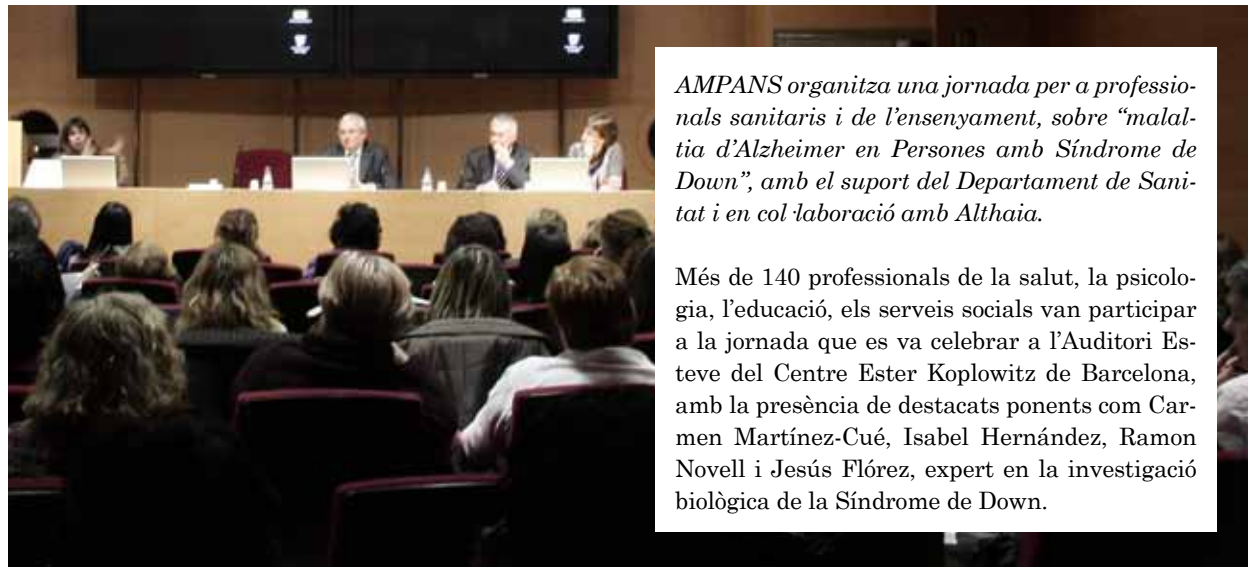 AMPANS organitza una jornada per a professio-
nals sanitaris i de l'ensenyament, sobre “malal-
tia d'Alzheimer en Persones amb Síndrome de
Down”, amb el suport del Departament de Sani-
tat i en col·laboració amb Althaia.
Més de 140 professionals de la salut, la psicolo-
gia, l'educació, els serveis socials van participar
a la jornada que es va celebrar a l'Auditori Es-
teve del Centre Ester Koplowitz de Barcelona,
amb la presència de destacats ponents com Car-
men Martínez-Cué, Isabel Hernández, Ramon
Novell i Jesús Flórez, expert en la investigació
biològica de la Síndrome de Down.